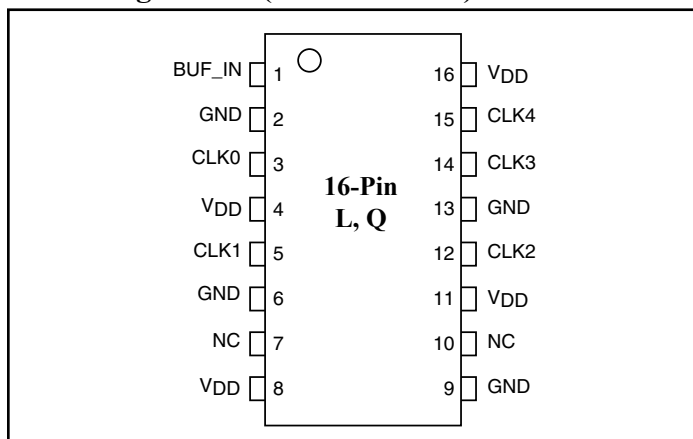 BUF_IN 1 16 VDD
GND 2 15 CLK4
CLK0 3 14 CLK3
VDD 4 13 GND
CLK1 5 12 CLK2
GND 6 11 VDD
NC 7 10 NC
VDD 8 9 GND
16-Pin
L, Q